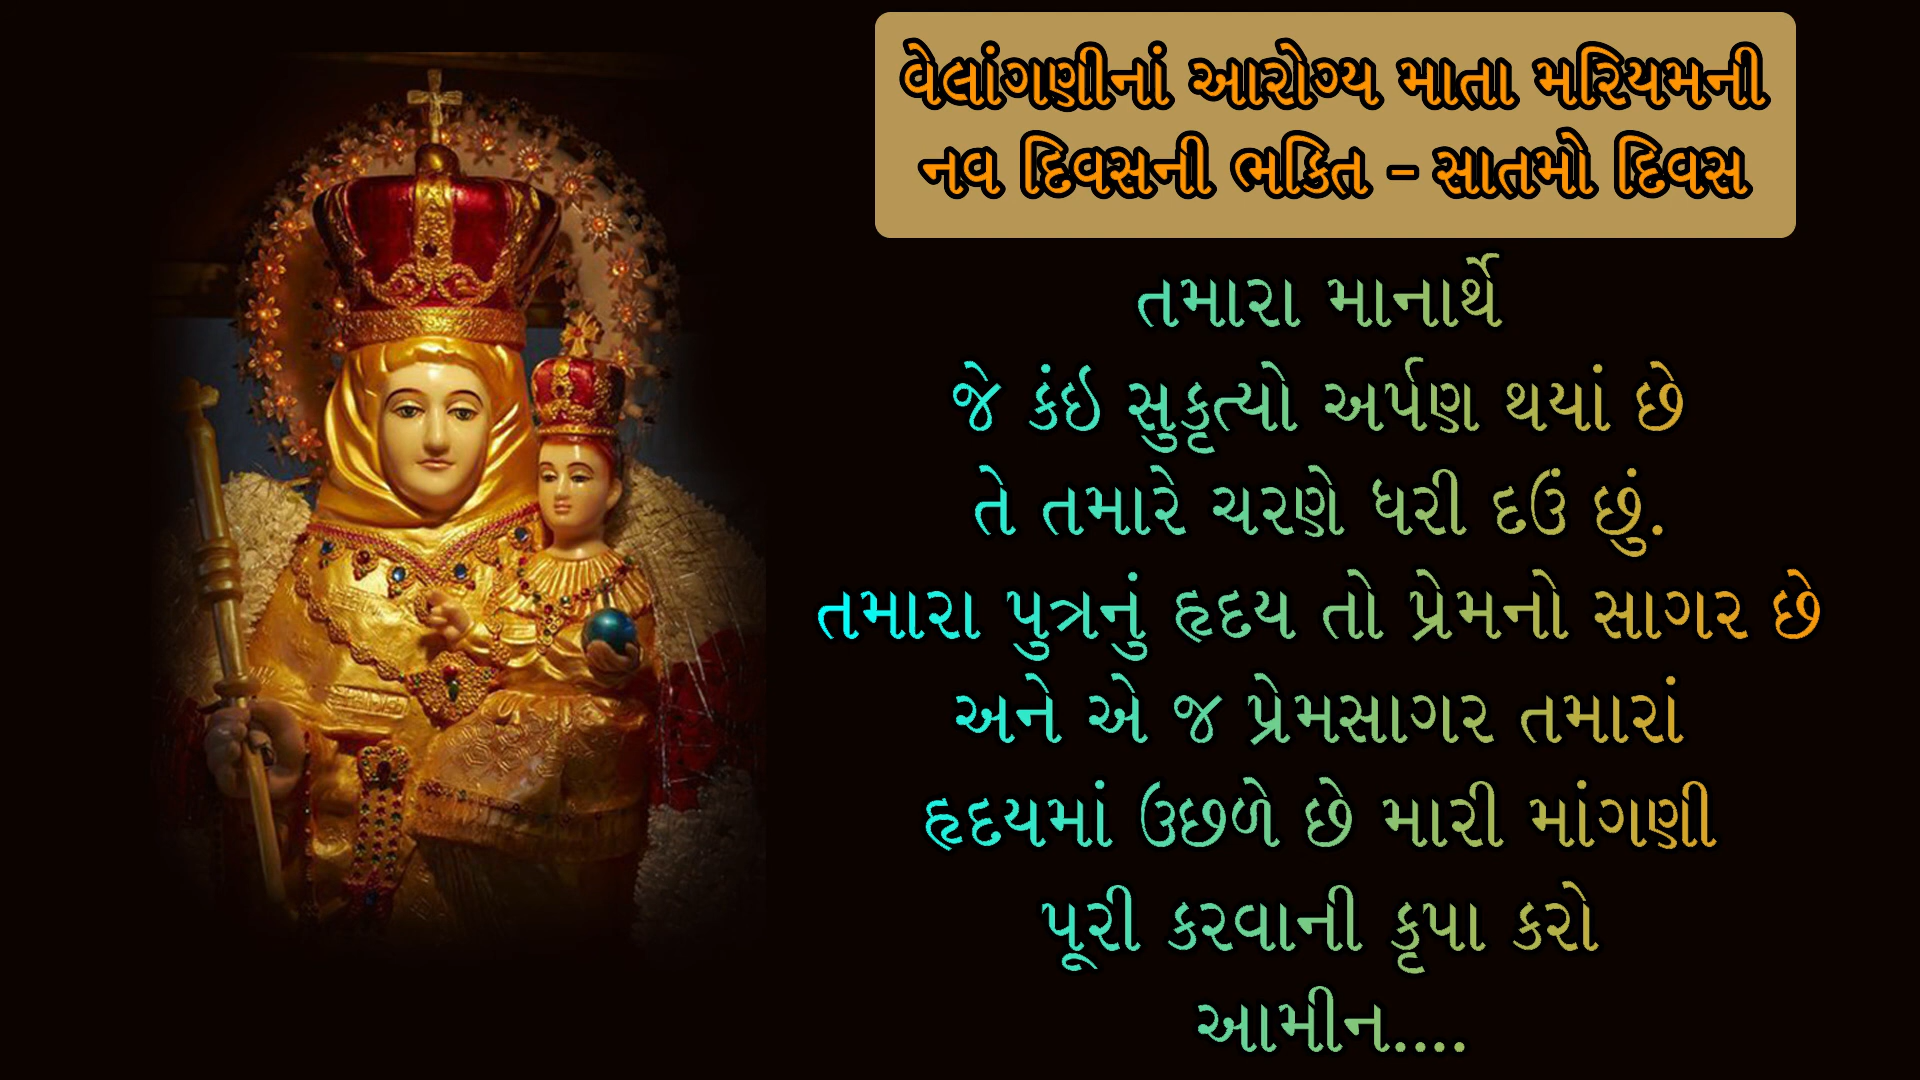 વેલાંગણીનાં આરોગ્ય માતા મરિયમની
નવ દિવસની ભકિત - સાતમો દિવસ
તમારા માનાર્થે
જે કંઇ સુકૃત્યો અર્પણ થયાં છે
તે તમારે ચરણે ધરી દઉં છું.
તમારા પુત્રનું હૃદય તો પ્રેમનો સાગર છે
અને એ જ પ્રેમસાગર તમારાં
હૃદયમાં ઉછળે છે મારી માંગણી
પૂરી કરવાની કૃપા કરો
આમીન....